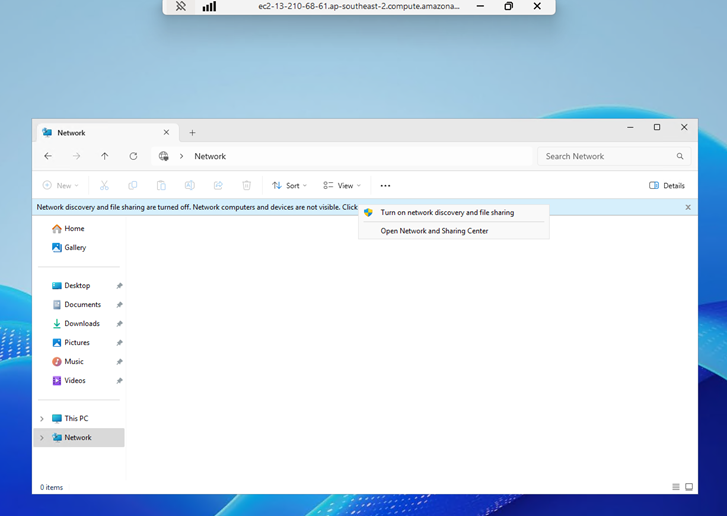 ec2-13-210-68-61.ap-southeast-2.compute.amazona...
Network
Network
Search Network
New
Sort
View
Details
Network discovery and file sharing are turned off. Network computers and devices are not visible. Click
Turn on network discovery and file sharing
Open Network and Sharing Center
Home
Gallery
Desktop
Documents
Downloads
Pictures
Music
Videos
This PC
Network
0 items